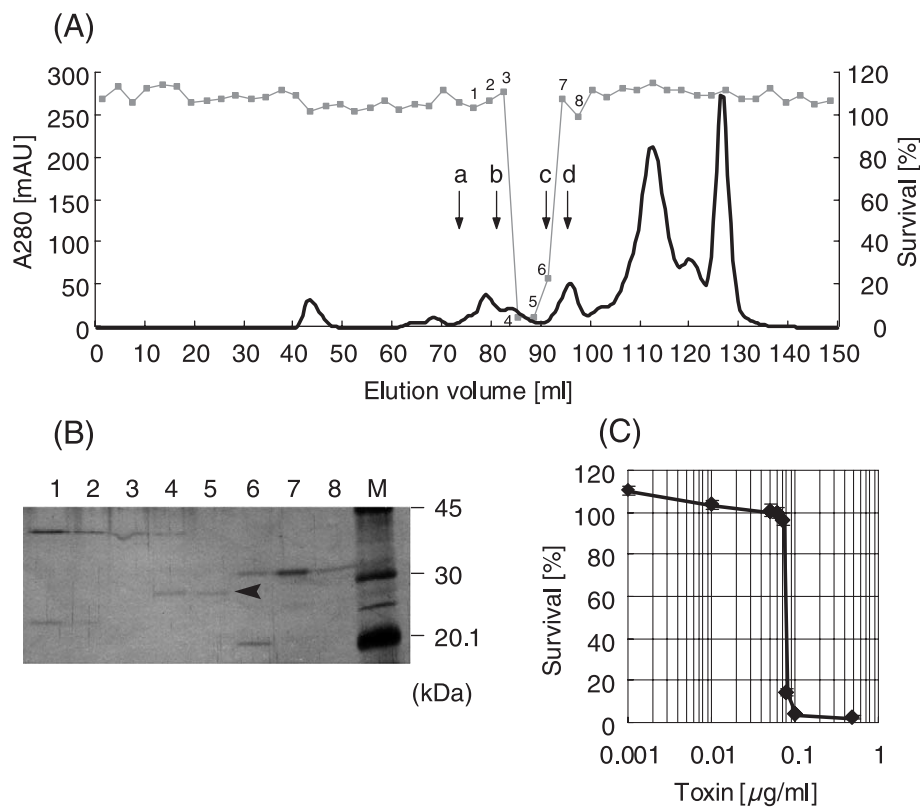 (A)
A280 [mAU]
300
250
200
150
100
50
0
120
100
80
60
40
20
0
Survival [%]
1
2
3
4
5
6
7
8
a
b
c
d
0 10 20 30 40 50 60 70 80 90 100 110 120 130 140 150
Elution volume [ml]
(B)
1 2 3 4 5 6 7 8 M
45
30
20.1
(kDa)
(C)
Survival [%]
120
100
80
60
40
20
0
0.001 0.01 0.1 1
Toxin [µg/ml]